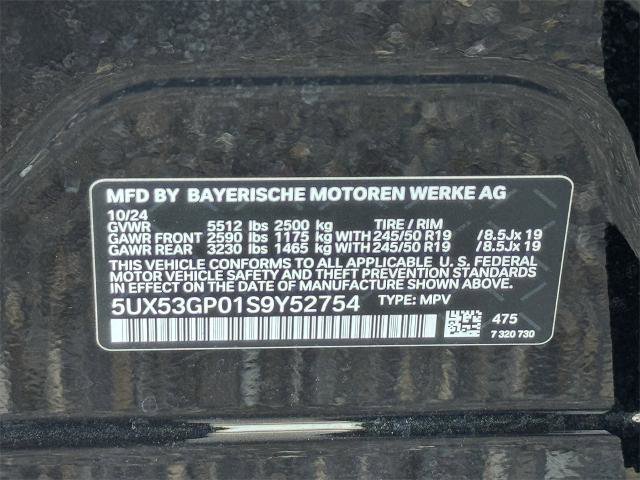 MFD BY BAYERISCHE MOTOREN WERKE AG
10/24
GVWR 5512 lbs 2500 kg TIRE / RIM
GAWR FRONT 2590 lbs 1175 kg WITH 245/50 R19 /8.5Jx 19
GAWR REAR 3230 lbs 1465 kg WITH 245/50 R19 /8.5Jx 19
THIS VEHICLE CONFORMS TO ALL APPLICABLE U. S. FEDERAL
MOTOR VEHICLE SAFETY AND THEFT PREVENTION STANDARDS
IN EFFECT ON THE DATE OF MANUFACTURE SHOWN ABOVE.
5UX53GP01S9Y52754 TYPE: MPV
475
7 320 730